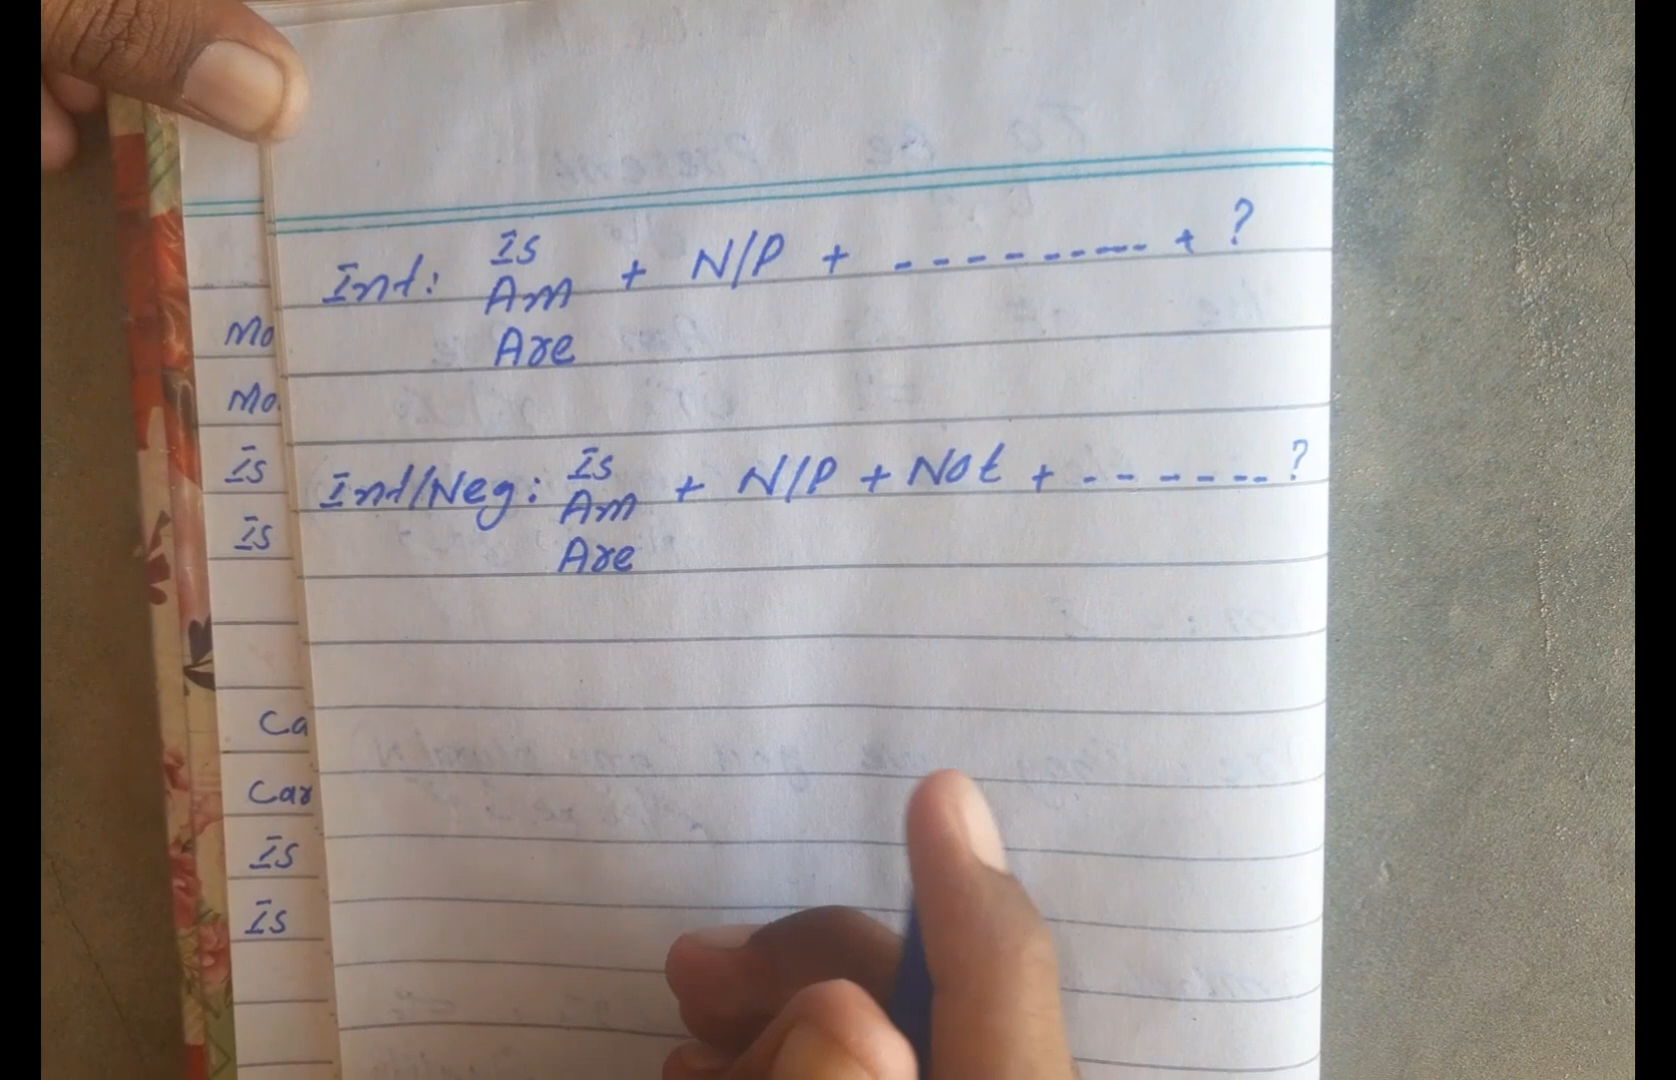 Int: Is + N/P + --------- + ?
Am
Are
Int/Neg: Is + N/P + Not + -------?
Am
Are
Mo
Mo
Is
Is
Ca
Car
Is
Is